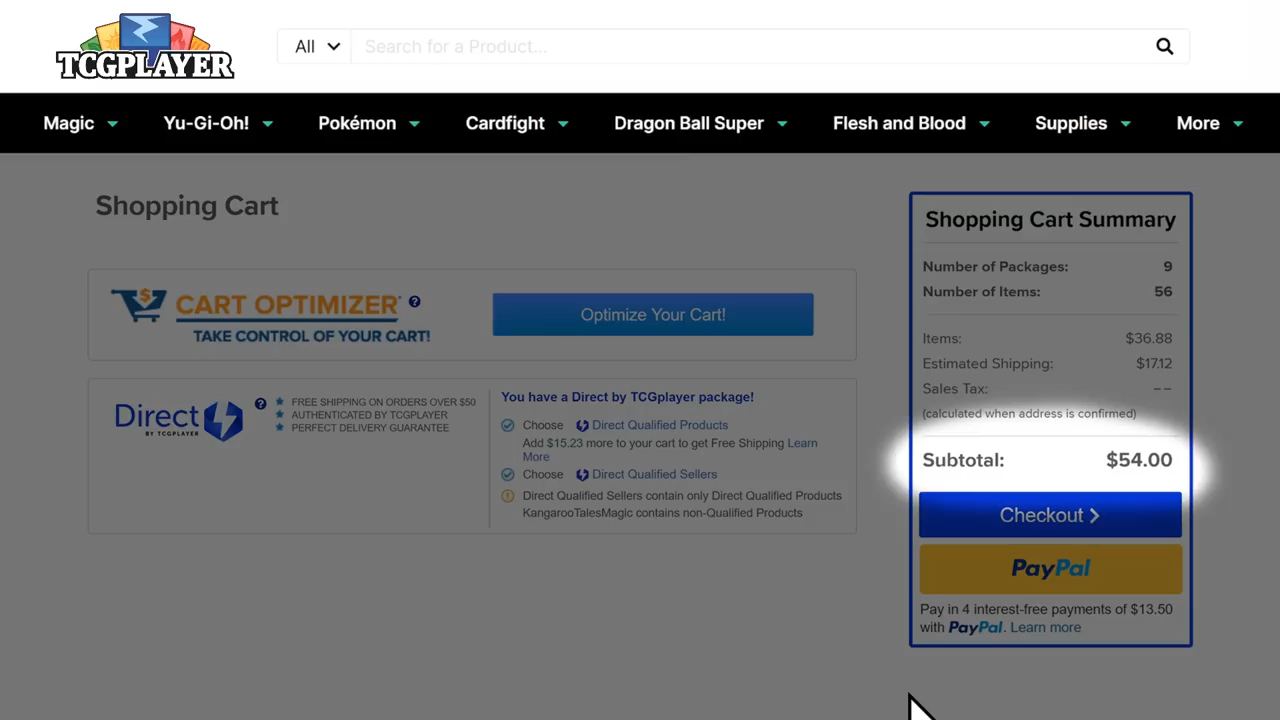 TCGPLAYER
All
Search for a Product...
Magic
Yu-Gi-Oh!
Pokémon
Cardfight
Dragon Ball Super
Flesh and Blood
Supplies
More
Shopping Cart
CART OPTIMIZER
?
TAKE CONTROL OF YOUR CART!
Optimize Your Cart!
Direct
BY TCGPLAYER
?
FREE SHIPPING ON ORDERS OVER $50
AUTHENTICATED BY TCGPLAYER
PERFECT DELIVERY GUARANTEE
You have a Direct by TCGplayer package!
Choose Direct Qualified Products
Add $15.23 more to your cart to get Free Shipping Learn
More
Choose Direct Qualified Sellers
Direct Qualified Sellers contain only Direct Qualified Products
KangarooTalesMagic contains non-Qualified Products
Shopping Cart Summary
Number of Packages: 9
Number of Items: 56
Items: $36.88
Estimated Shipping: $17.12
Sales Tax: --
(calculated when address is confirmed)
Subtotal: $54.00
Checkout
PayPal
Pay in 4 interest-free payments of $13.50
with PayPal. Learn more